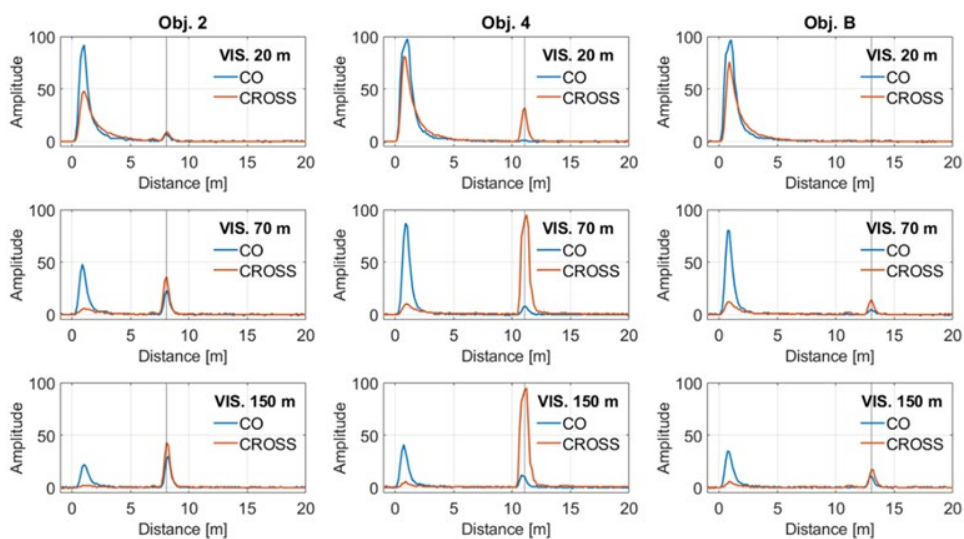 Obj. 2
Obj. 4
Obj. B
100
50
0
Amplitude
VIS. 20 m
CO
CROSS
0 5 10 15 20
Distance [m]
100
50
0
Amplitude
VIS. 20 m
CO
CROSS
0 5 10 15 20
Distance [m]
100
50
0
Amplitude
VIS. 20 m
CO
CROSS
0 5 10 15 20
Distance [m]
100
50
0
Amplitude
VIS. 70 m
CO
CROSS
0 5 10 15 20
Distance [m]
100
50
0
Amplitude
VIS. 70 m
CO
CROSS
0 5 10 15 20
Distance [m]
100
50
0
Amplitude
VIS. 70 m
CO
CROSS
0 5 10 15 20
Distance [m]
100
50
0
Amplitude
VIS. 150 m
CO
CROSS
0 5 10 15 20
Distance [m]
100
50
0
Amplitude
VIS. 150 m
CO
CROSS
0 5 10 15 20
Distance [m]
100
50
0
Amplitude
VIS. 150 m
CO
CROSS
0 5 10 15 20
Distance [m]